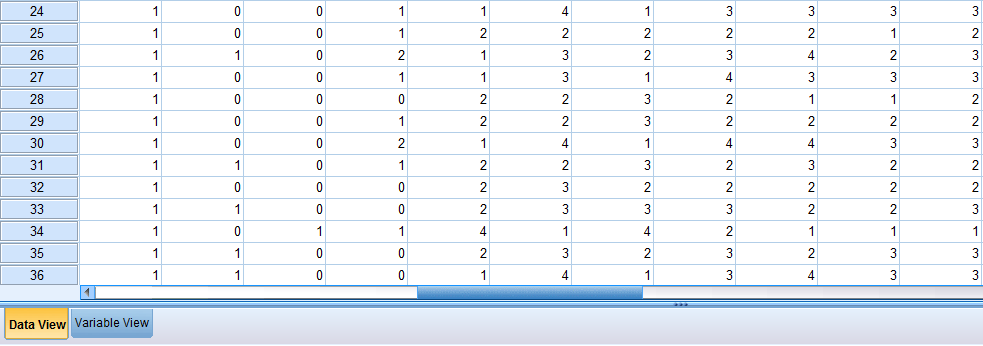 24 1 0 0 1 1 4 1 3 3 3 3
25 1 0 0 1 2 2 2 2 2 1 2
26 1 1 0 2 1 3 2 3 4 2 3
27 1 1 0 1 1 3 1 4 3 3 3
28 1 0 0 0 2 2 3 2 1 1 2
29 1 0 0 1 2 2 3 2 2 2 2
30 1 0 0 2 1 4 1 4 4 3 3
31 1 1 0 1 2 2 3 2 3 2 2
32 1 0 0 0 2 3 2 2 2 2 2
33 1 1 0 0 2 3 3 3 2 2 3
34 1 0 1 1 4 1 4 2 1 1 1
35 1 1 0 0 2 3 2 3 2 3 3
36 1 1 0 0 1 4 1 3 4 3 3
Data View Variable View